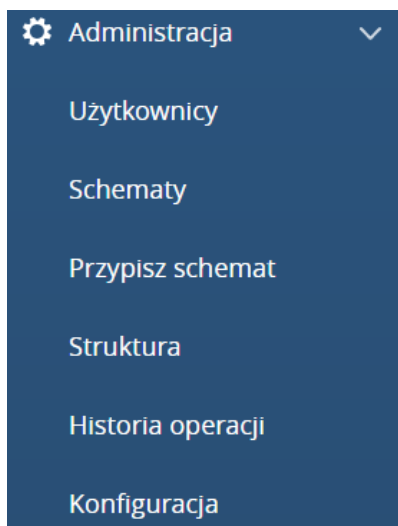 Administracja
Użytkownicy
Schematy
Przypisz schemat
Struktura
Historia operacji
Konfiguracja